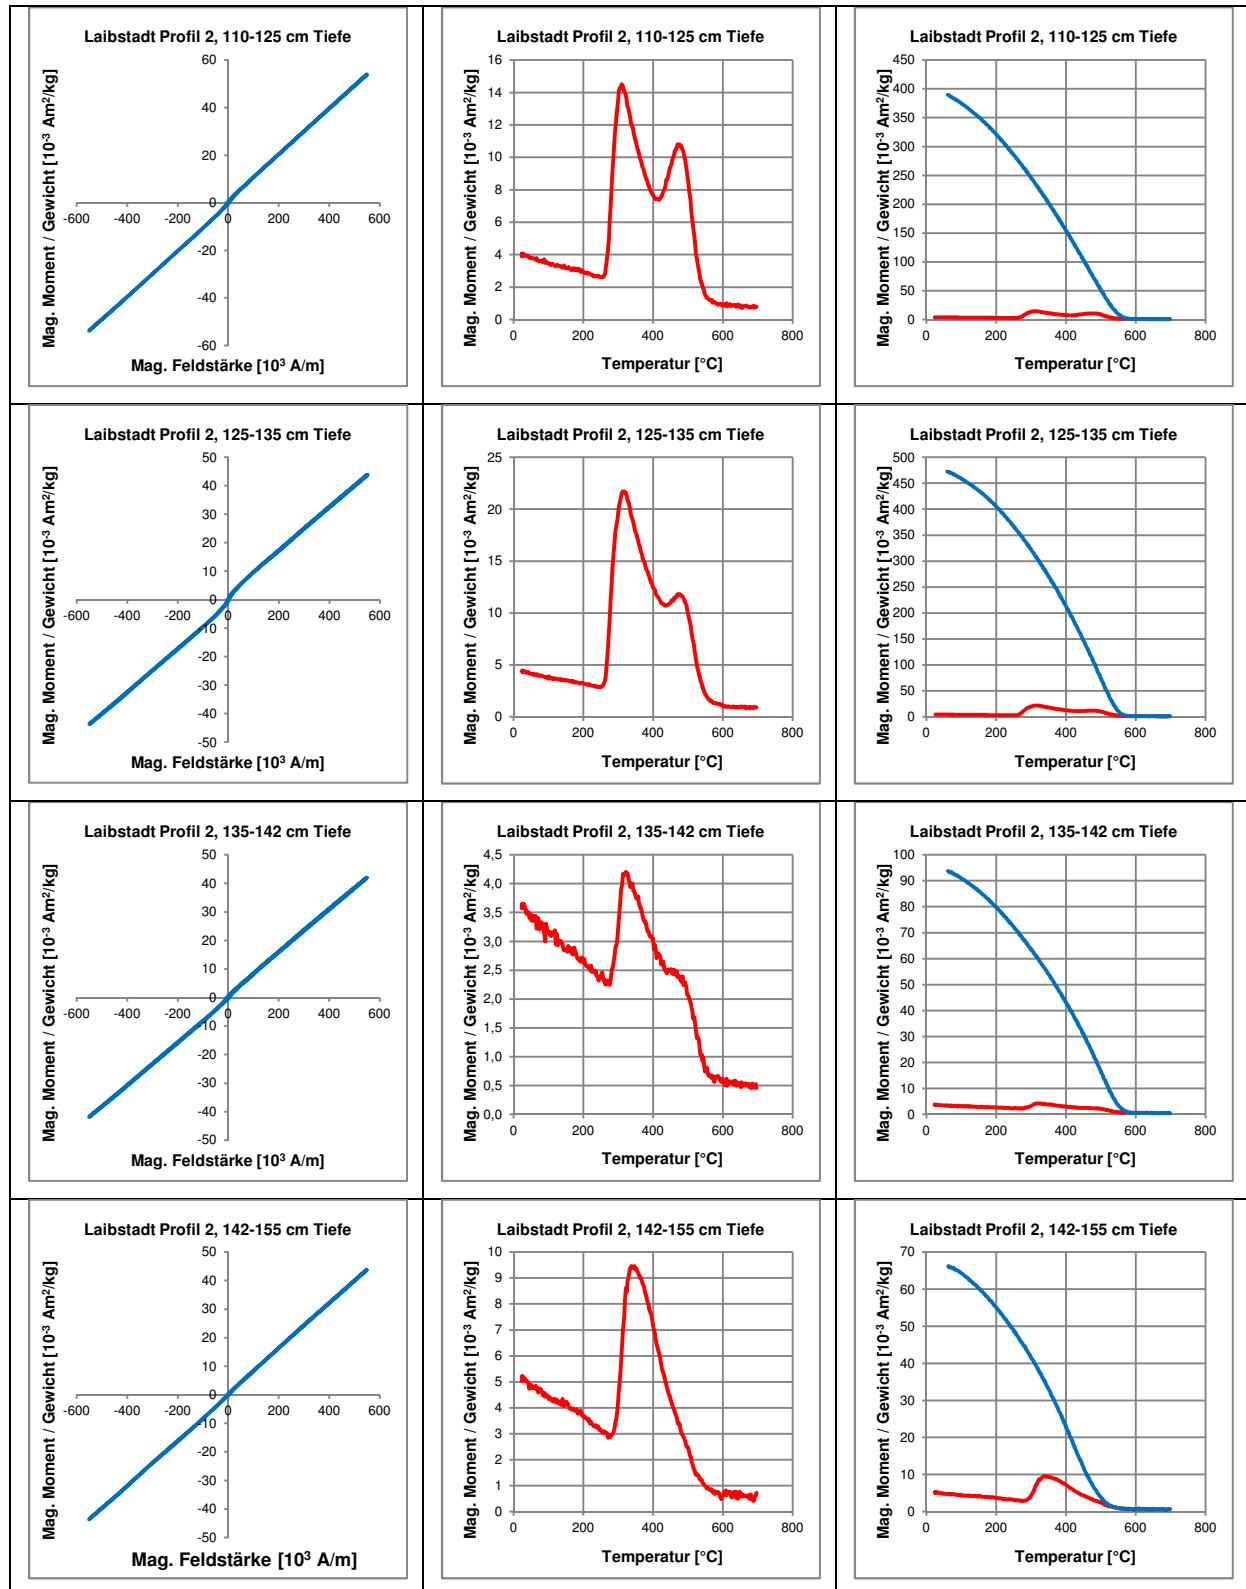 Laibstadt Profil 2, 110-125 cm Tiefe
Mag. Moment / Gewicht [10⁻³ Am²/kg]
60
40
20
0
-20
-40
-60
-600 -400 -200 0 200 400 600
Mag. Feldstärke [10³ A/m]
Laibstadt Profil 2, 110-125 cm Tiefe
Mag. Moment / Gewicht [10⁻³ Am²/kg]
16
14
12
10
8
6
4
2
0
0 200 400 600 800
Temperatur [°C]
Laibstadt Profil 2, 110-125 cm Tiefe
Mag. Moment / Gewicht [10⁻³ Am²/kg]
450
400
350
300
250
200
150
100
50
0
0 200 400 600 800
Temperatur [°C]
Laibstadt Profil 2, 125-135 cm Tiefe
Mag. Moment / Gewicht [10⁻³ Am²/kg]
50
40
30
20
10
0
-10
-20
-30
-40
-50
-600 -400 -200 0 200 400 600
Mag. Feldstärke [10³ A/m]
Laibstadt Profil 2, 125-135 cm Tiefe
Mag. Moment / Gewicht [10⁻³ Am²/kg]
25
20
15
10
5
0
0 200 400 600 800
Temperatur [°C]
Laibstadt Profil 2, 125-135 cm Tiefe
Mag. Moment / Gewicht [10⁻³ Am²/kg]
500
450
400
350
300
250
200
150
100
50
0
0 200 400 600 800
Temperatur [°C]
Laibstadt Profil 2, 135-142 cm Tiefe
Mag. Moment / Gewicht [10⁻³ Am²/kg]
50
40
30
20
10
0
-10
-20
-30
-40
-50
-600 -400 -200 0 200 400 600
Mag. Feldstärke [10³ A/m]
Laibstadt Profil 2, 135-142 cm Tiefe
Mag. Moment / Gewicht [10⁻³ Am²/kg]
4,5
4,0
3,5
3,0
2,5
2,0
1,5
1,0
0,5
0,0
0 200 400 600 800
Temperatur [°C]
Laibstadt Profil 2, 135-142 cm Tiefe
Mag. Moment / Gewicht [10⁻³ Am²/kg]
100
90
80
70
60
50
40
30
20
10
0
0 200 400 600 800
Temperatur [°C]
Laibstadt Profil 2, 142-155 cm Tiefe
Mag. Moment / Gewicht [10⁻³ Am²/kg]
50
40
30
20
10
0
-10
-20
-30
-40
-50
-600 -400 -200 0 200 400 600
Mag. Feldstärke [10³ A/m]
Laibstadt Profil 2, 142-155 cm Tiefe
Mag. Moment / Gewicht [10⁻³ Am²/kg]
10
9
8
7
6
5
4
3
2
1
0
0 200 400 600 800
Temperatur [°C]
Laibstadt Profil 2, 142-155 cm Tiefe
Mag. Moment / Gewicht [10⁻³ Am²/kg]
70
60
50
40
30
20
10
0
0 200 400 600 800
Temperatur [°C]